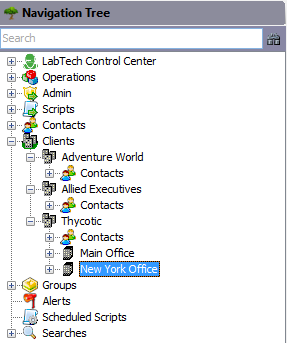 Navigation Tree
Search
LabTech Control Center
Operations
Admin
Scripts
Contacts
Clients
Adventure World
Contacts
Allied Executives
Contacts
Thycotic
Contacts
Main Office
New York Office
Groups
Alerts
Scheduled Scripts
Searches